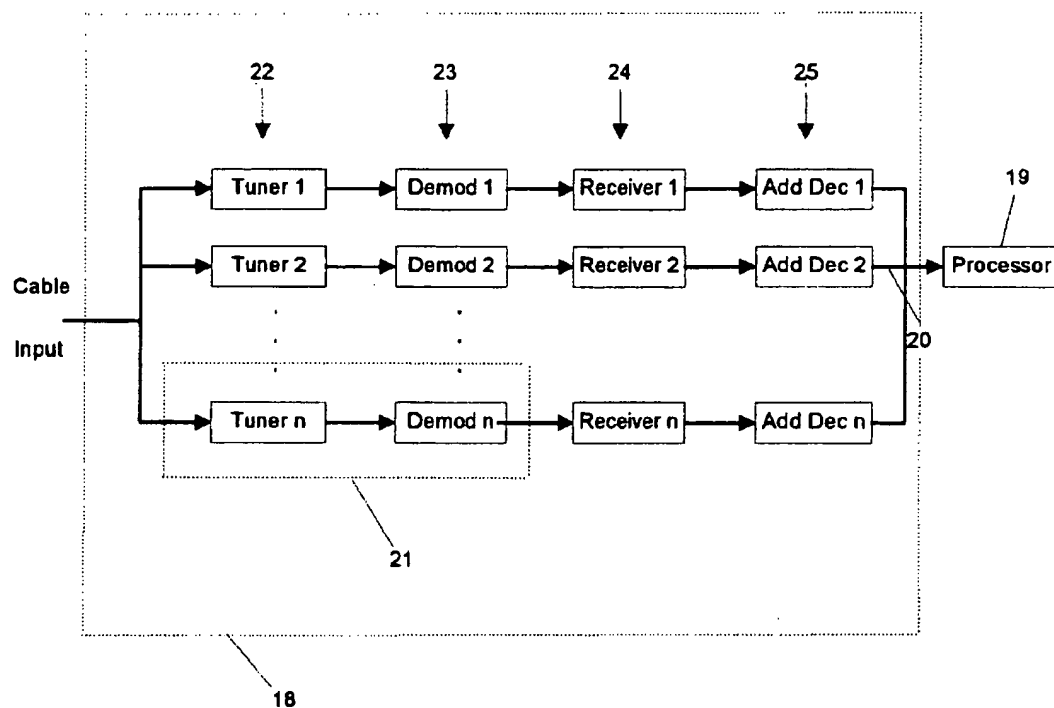 22 23 24 25
Tuner 1 Demod 1 Receiver 1 Add Dec 1
19
Tuner 2 Demod 2 Receiver 2 Add Dec 2 Processor
Cable
Input
20
Tuner n Demod n Receiver n Add Dec n
21
18